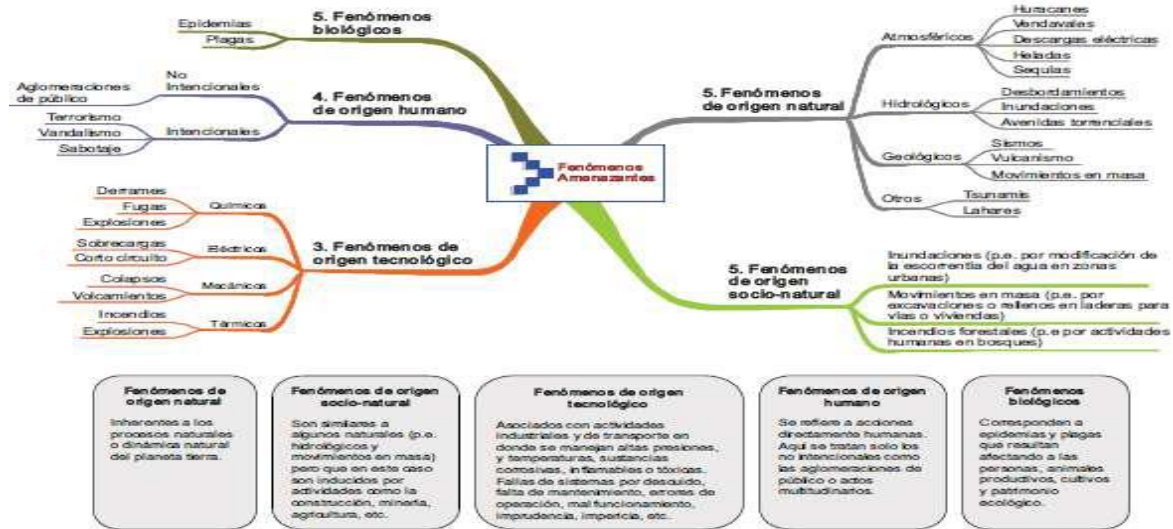 5. Fenómenos
biológicos
Epidemias
Plagas
4. Fenómenos
de origen humano
No
Intencionales
Aglomeraciones
de público
Intencionales
Terrorismo
Vandalismo
Sabotaje
3. Fenómenos de
origen tecnológico
Químicos
Derrames
Fugas
Explosiones
Eléctricos
Sobrecargas
Corto circuito
Mecánicos
Colapsos
Volcamientos
Térmicos
Incendios
Explosiones
Fenómenos
Amenazantes
5. Fenómenos
de origen natural
Atmosféricos
Huracanes
Vendavales
Descargas eléctricas
Heladas
Sequías
Hidrológicos
Desbordamientos
Inundaciones
Avenidas torrenciales
Geológicos
Sismos
Vulcanismo
Movimientos en masa
Otros
Tsunamis
Lahares
5. Fenómenos
de origen
socio-natural
Inundaciones (p.e. por modificación de
la escorrentía del agua en zonas
urbanas)
Movimientos en masa (p.e. por
excavaciones o rellenos en laderas para
vías o viviendas)
Incendios forestales (p.e por actividades
humanas en bosques)
Fenómenos de
origen natural
Inherentes a los
procesos naturales
o dinámica natural
del planeta tierra.
Fenómenos de origen
socio-natural
Son similares a
algunos naturales (p.e.
hidrológicos y
movimientos en masa)
pero que en este caso
son inducidos por
actividades como la
construcción, minería,
agricultura, etc.
Fenómenos de origen
tecnológico
Asociados con actividades
industriales y de transporte en
donde se manejan altas presiones,
y temperaturas, sustancias
corrosivas, inflamables o tóxicas.
Fallas de sistemas por descuido,
falta de mantenimiento, errores de
operación, mal funcionamiento,
imprudencia, impericia, etc.
Fenómenos de origen
humano
Se refiere a acciones
directamente humanas.
Aquí se tratan solo los
no intencionales como
las aglomeraciones de
público o actos
multitudinarios.
Fenómenos
biológicos
Corresponden a
epidemias y plagas
que resultan
afectando a las
personas, animales
productivos, cultivos
y patrimonio
ecológico.